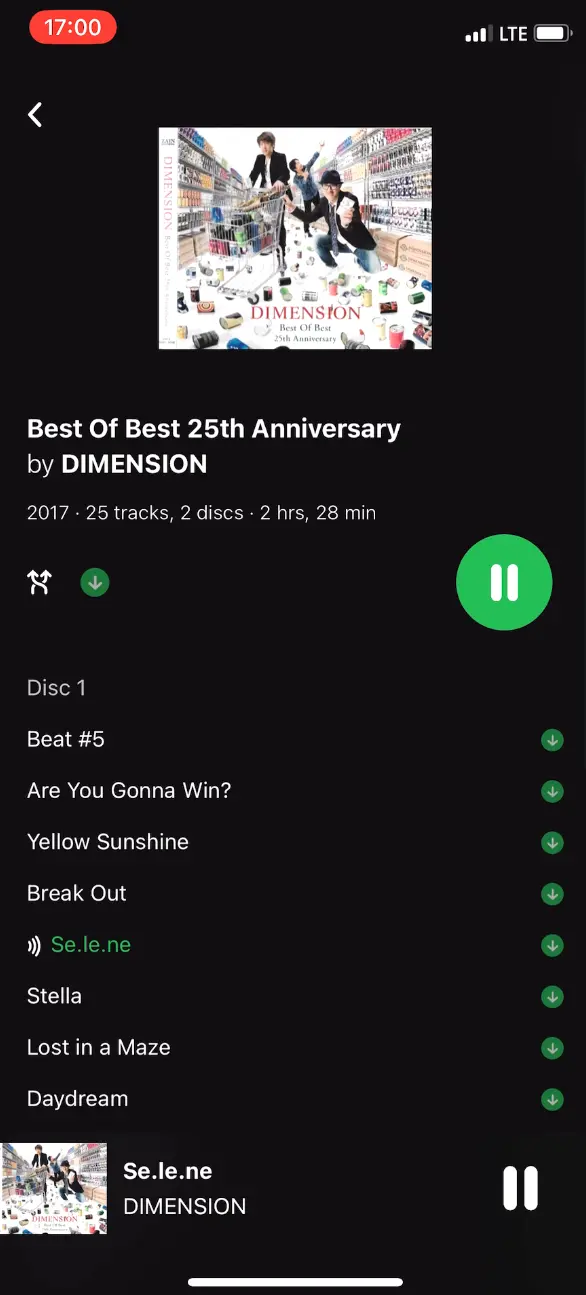 17:00
LTE
DIMENSION
DIMENSION
Best Of Best
25th Anniversary
Best Of Best 25th Anniversary
by DIMENSION
2017 · 25 tracks, 2 discs · 2 hrs, 28 min
Disc 1
Beat #5
Are You Gonna Win?
Yellow Sunshine
Break Out
Se.le.ne
Stella
Lost in a Maze
Daydream
DIMENSION
Se.le.ne
DIMENSION